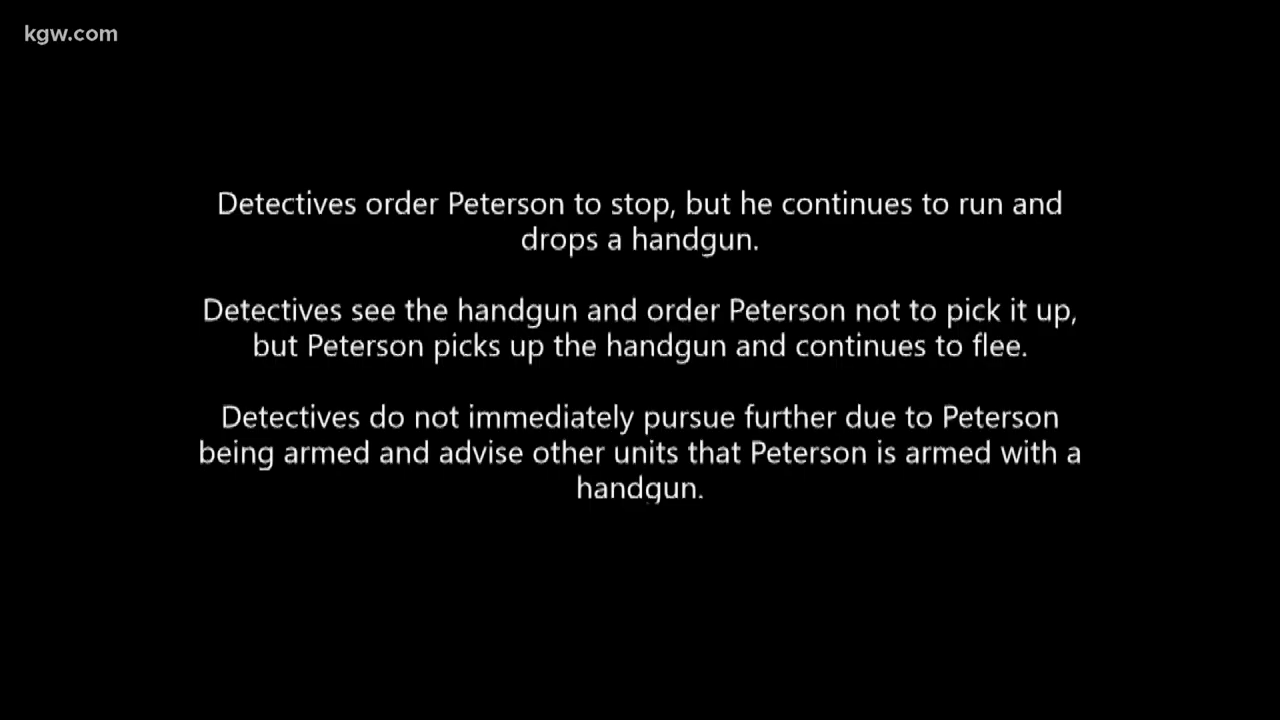 kgw.com
Detectives order Peterson to stop, but he continues to run and
drops a handgun.
Detectives see the handgun and order Peterson not to pick it up,
but Peterson picks up the handgun and continues to flee.
Detectives do not immediately pursue further due to Peterson
being armed and advise other units that Peterson is armed with a
handgun.